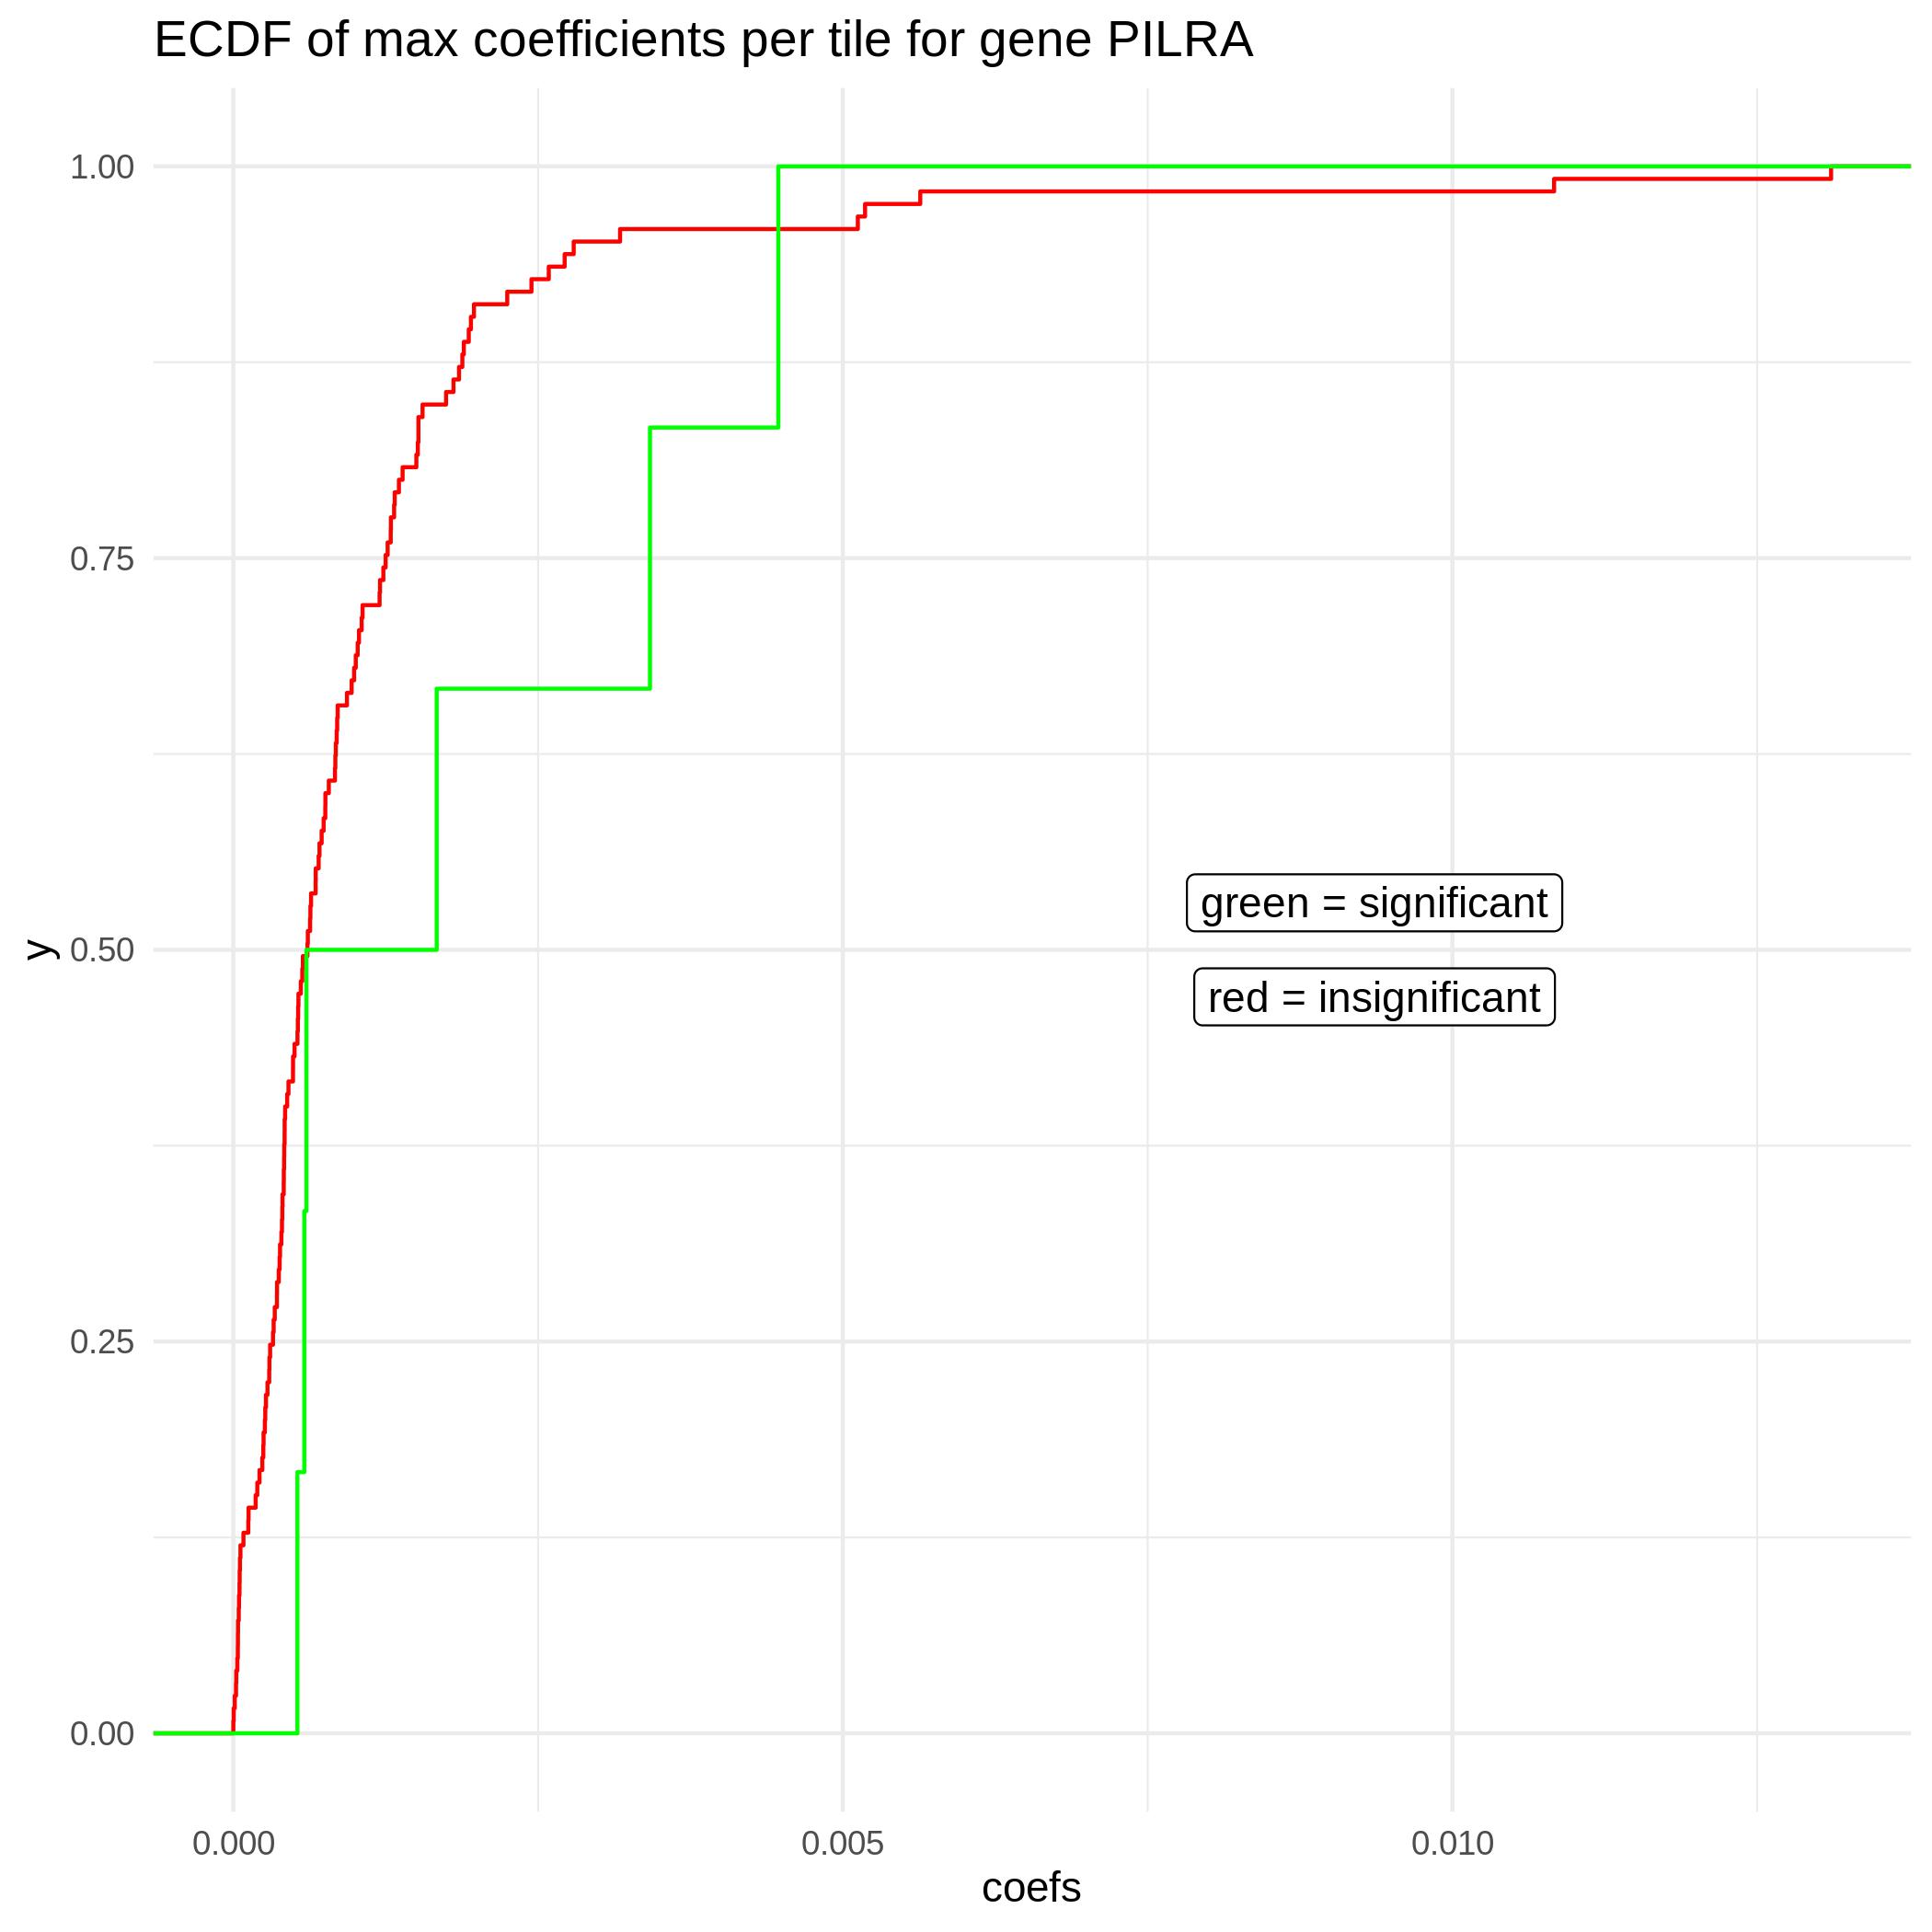 ECDF of max coefficients per tile for gene PILRA
1.00
0.75
0.50
0.25
0.00
y
green = significant
red = insignificant
0.000
0.005
0.010
coefs